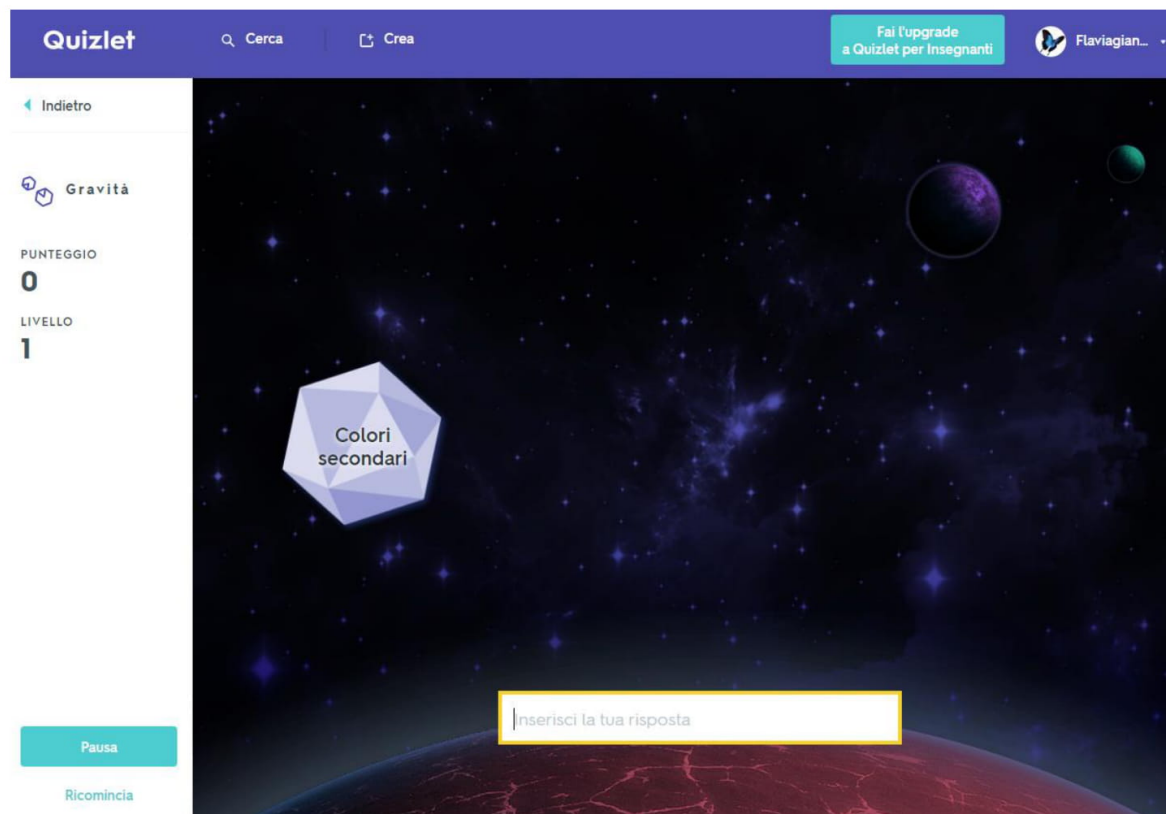 Quizlet
Cerca
Crea
Fai l'upgrade
a Quizlet per Insegnanti
Flaviagian...
Indietro
Gravità
PUNTEGGIO
0
LIVELLO
1
Colori
secondari
Inserisci la tua risposta
Pausa
Ricomincia